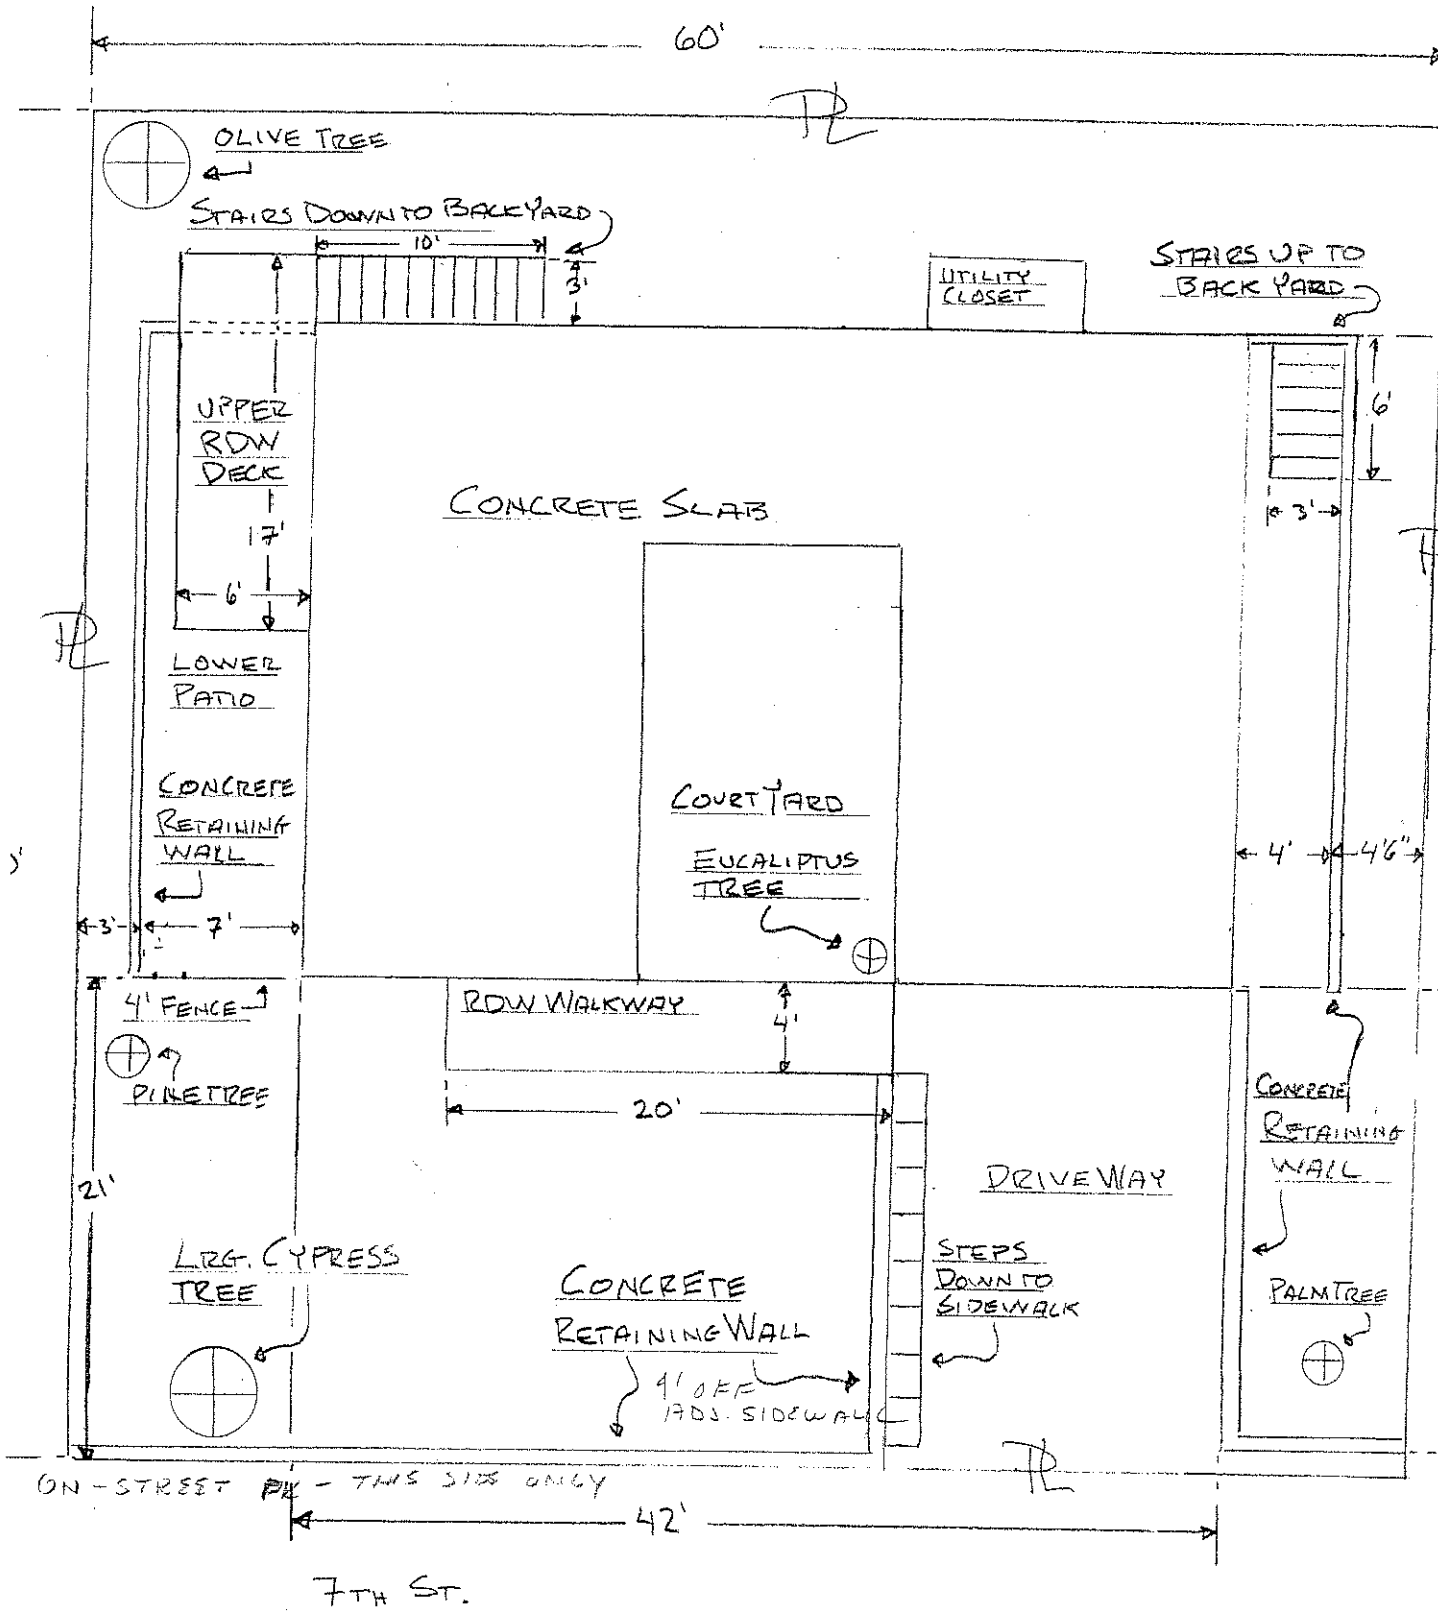 60'
PL
OLIVE TREE
STAIRS DOWN TO BACKYARD
10'
3'
UTILITY
CLOSET
STAIRS UP TO
BACK YARD
6'
3'
UPPER
RDW
DECK
17'
6'
CONCRETE SLAB
PL
LOWER
PATIO
CONCRETE
RETAINING
WALL
3'
7'
COURTYARD
EUCALIPTUS
TREE
4'
4'6"
4' FENCE
RDW WALKWAY
4'
PINE TREE
20'
21'
CONCRETE
RETAINING
WALL
DRIVEWAY
LRG. CYPRESS
TREE
CONCRETE
RETAINING WALL
4' OFF
ADJ. SIDEWALK
STEPS
DOWN TO
SIDEWALK
PALM TREE
PL
ON-STREET PK - THIS SIDE ONLY
42'
7TH ST.